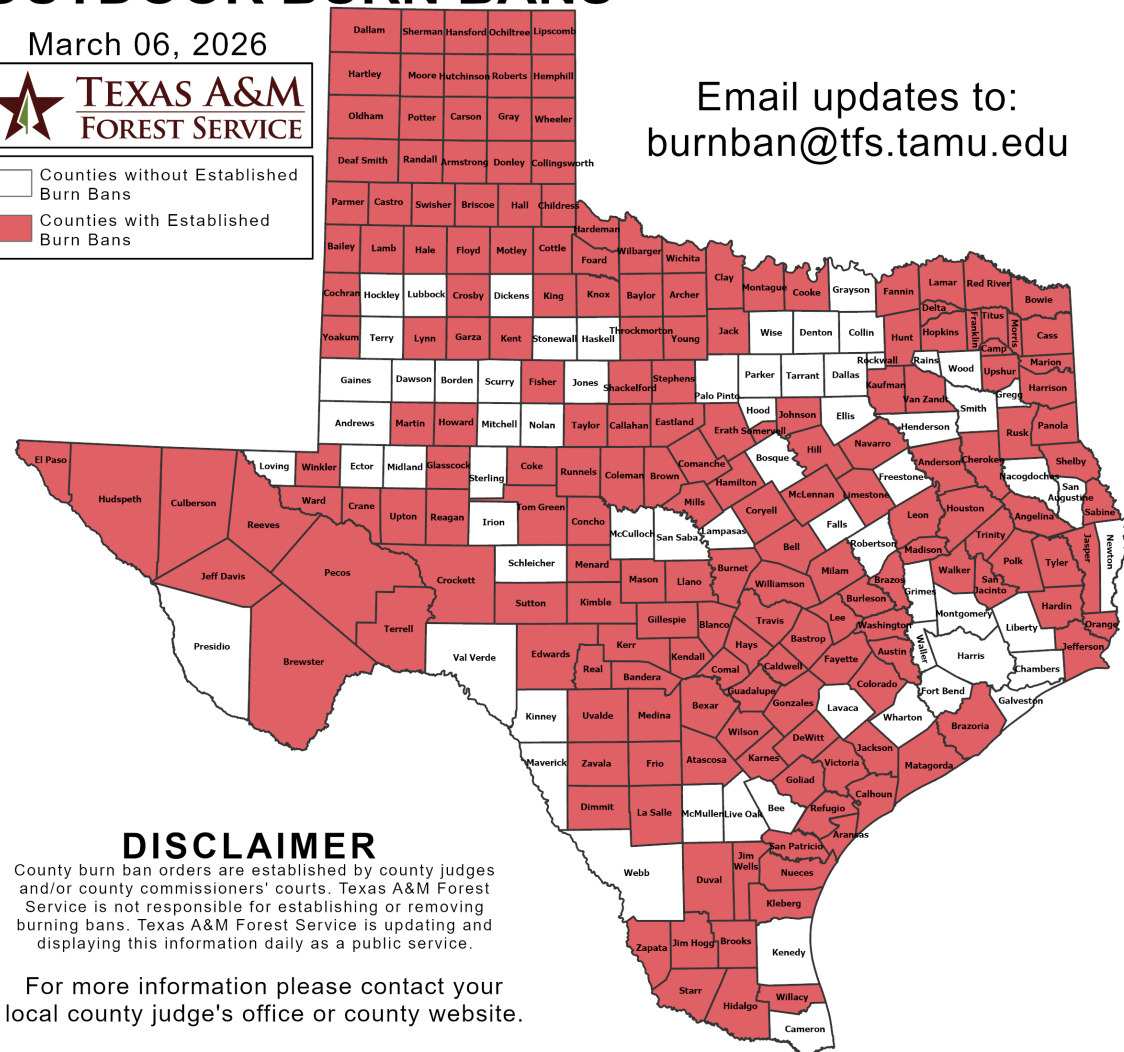 OUTDOOR BURN BANS
March 06, 2026
TEXAS A&M
FOREST SERVICE
Counties without Established
Burn Bans
Counties with Established
Burn Bans
Email updates to:
burnban@tfs.tamu.edu
Dallam Sherman Hansford Ochiltree Lipscomb
Hartley Moore Hutchinson Roberts Hemphill
Oldham Potter Carson Gray Wheeler
Deaf Smith Randall Armstrong Donley Collingsworth
Parmer Castro Swisher Briscoe Hall Childress
Hardeman
Bailey Lamb Hale Floyd Motley Cottle Foard Wilbarger Wichita
Clay Montague Cooke Grayson Fannin Lamar Red River Bowie
Cochran Hockley Lubbock Crosby Dickens King Knox Baylor Archer
Delta Franklin Titus Morris Cass
Yoakum Terry Lynn Garza Kent Stonewall Haskell Throckmorton Young Jack Wise Denton Collin Hunt Hopkins
Camp
Rockwall Rains Wood Upshur Marion
Gaines Dawson Borden Scurry Fisher Jones Shackelford Stephens Palo Pinto Parker Tarrant Dallas Kaufman Van Zandt Gregg Harrison
Smith
Andrews Martin Howard Mitchell Nolan Taylor Callahan Eastland Erath Hood Somervell Johnson Ellis Henderson Rusk Panola
El Paso Loving Winkler Ector Midland Glasscock Sterling Coke Runnels Coleman Brown Comanche Hamilton Bosque Hill Navarro Freestone Anderson Cherokee Nacogdoches Shelby
San
Augustine
Sabine
Hudspeth Culberson Reeves Ward Crane Upton Reagan Irion Tom Green Concho McCulloch San Saba Mills Lampasas Coryell McLennan Limestone Falls Leon Houston Angelina
Trinity
Jeff Davis Pecos Crockett Schleicher Menard Mason Llano Burnet Bell Milam Robertson Madison Walker Polk Tyler Jasper Newton
San
Jacinto
Presidio Brewster Terrell Sutton Kimble Gillespie Blanco Williamson Travis Burleson Brazos Grimes Montgomery Liberty Hardin Orange
Val Verde Edwards Real Kerr Bandera Kendall Hays Comal Caldwell Bastrop Lee Washington Fayette Austin Waller Harris Chambers Jefferson
Kinney Uvalde Medina Bexar Guadalupe Gonzales Lavaca Colorado Wharton Fort Bend Galveston Brazoria
Maverick Zavala Frio Atascosa Wilson Karnes DeWitt Victoria Jackson Matagorda
Dimmit La Salle McMullen Live Oak Bee Goliad Refugio Calhoun
Aransas
Webb Duval Jim
Wells San Patricio
Nueces
Kleberg
Zapata Jim Hogg Brooks Kenedy
Starr Hidalgo Willacy
Cameron
DISCLAIMER
County burn ban orders are established by county judges
and/or county commissioners' courts. Texas A&M Forest
Service is not responsible for establishing or removing
burning bans. Texas A&M Forest Service is updating and
displaying this information daily as a public service.
For more information please contact your
local county judge's office or county website.